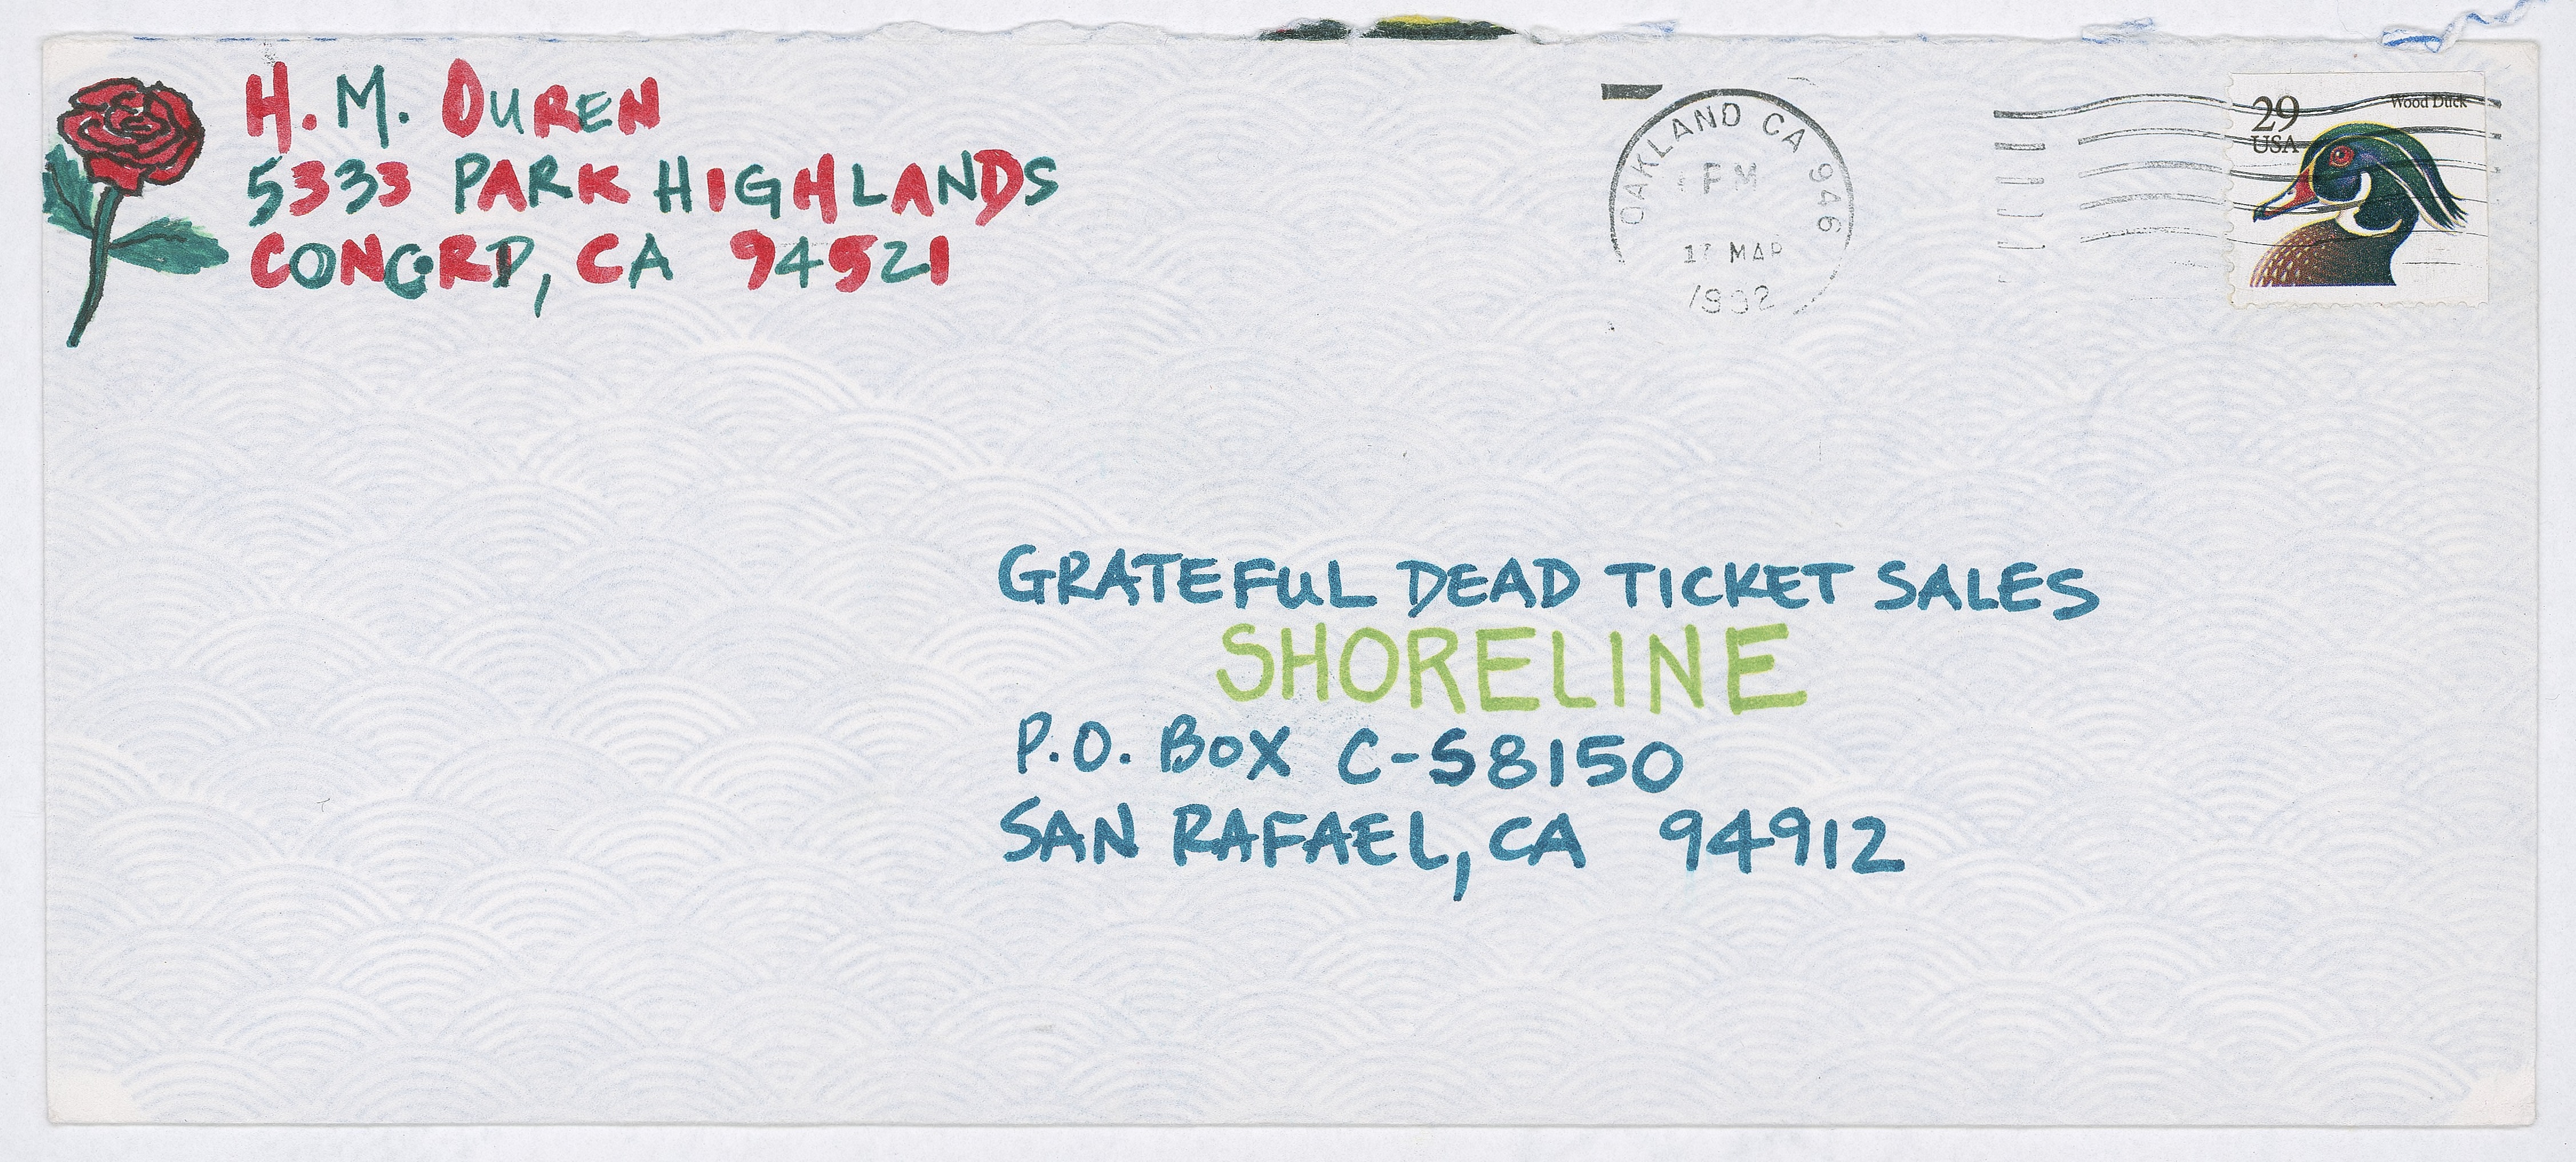 H. M. DUREN
5333 PARK HIGHLANDS
CONCORD, CA 94521
OAKLAND CA 946
PM
MAR
1992
29
USA
Wood Duck
GRATEFUL DEAD TICKET SALES
SHORELINE
P.O. BOX C-S8150
SAN RAFAEL, CA 94912